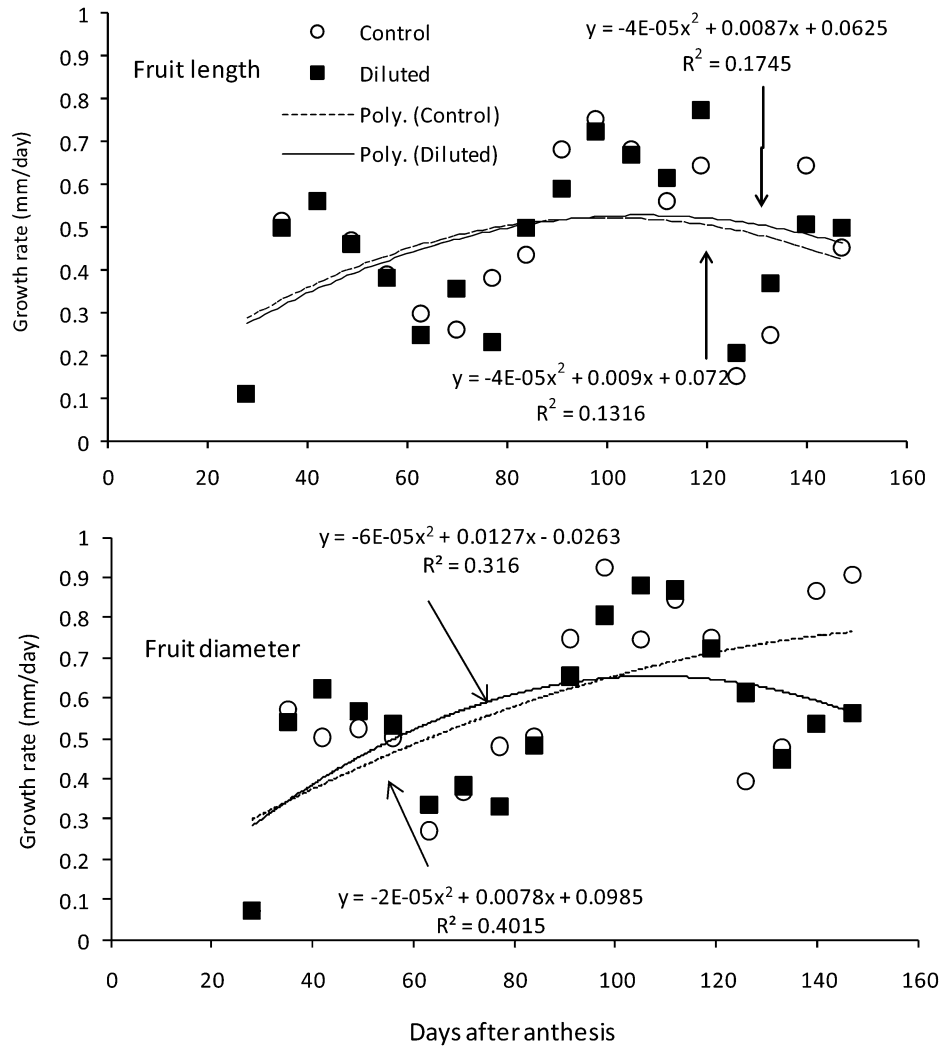 1
0.9
0.8
0.7
0.6
0.5
0.4
0.3
0.2
0.1
0
Growth rate (mm/day)
Fruit length
Control
Diluted
Poly. (Control)
Poly. (Diluted)
y = -4E-05x² + 0.0087x + 0.0625
R² = 0.1745
y = -4E-05x² + 0.009x + 0.072
R² = 0.1316
0 20 40 60 80 100 120 140 160
1
0.9
0.8
0.7
0.6
0.5
0.4
0.3
0.2
0.1
0
Growth rate (mm/day)
y = -6E-05x² + 0.0127x - 0.0263
R² = 0.316
Fruit diameter
y = -2E-05x² + 0.0078x + 0.0985
R² = 0.4015
0 20 40 60 80 100 120 140 160
Days after anthesis